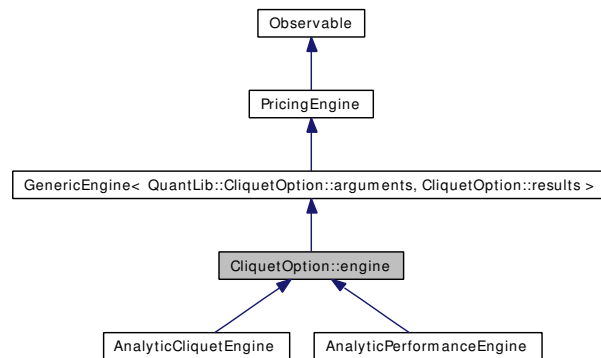 Observable
PricingEngine
GenericEngine< QuantLib::CliquetOption::arguments, CliquetOption::results >
CliquetOption::engine
AnalyticCliquetEngine
AnalyticPerformanceEngine